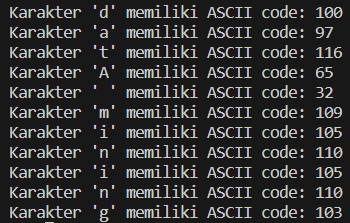 Karakter 'd' memiliki ASCII code: 100
Karakter 'a' memiliki ASCII code: 97
Karakter 't' memiliki ASCII code: 116
Karakter 'A' memiliki ASCII code: 65
Karakter ' ' memiliki ASCII code: 32
Karakter 'm' memiliki ASCII code: 109
Karakter 'i' memiliki ASCII code: 105
Karakter 'n' memiliki ASCII code: 110
Karakter 'i' memiliki ASCII code: 105
Karakter 'n' memiliki ASCII code: 110
Karakter 'g' memiliki ASCII code: 103